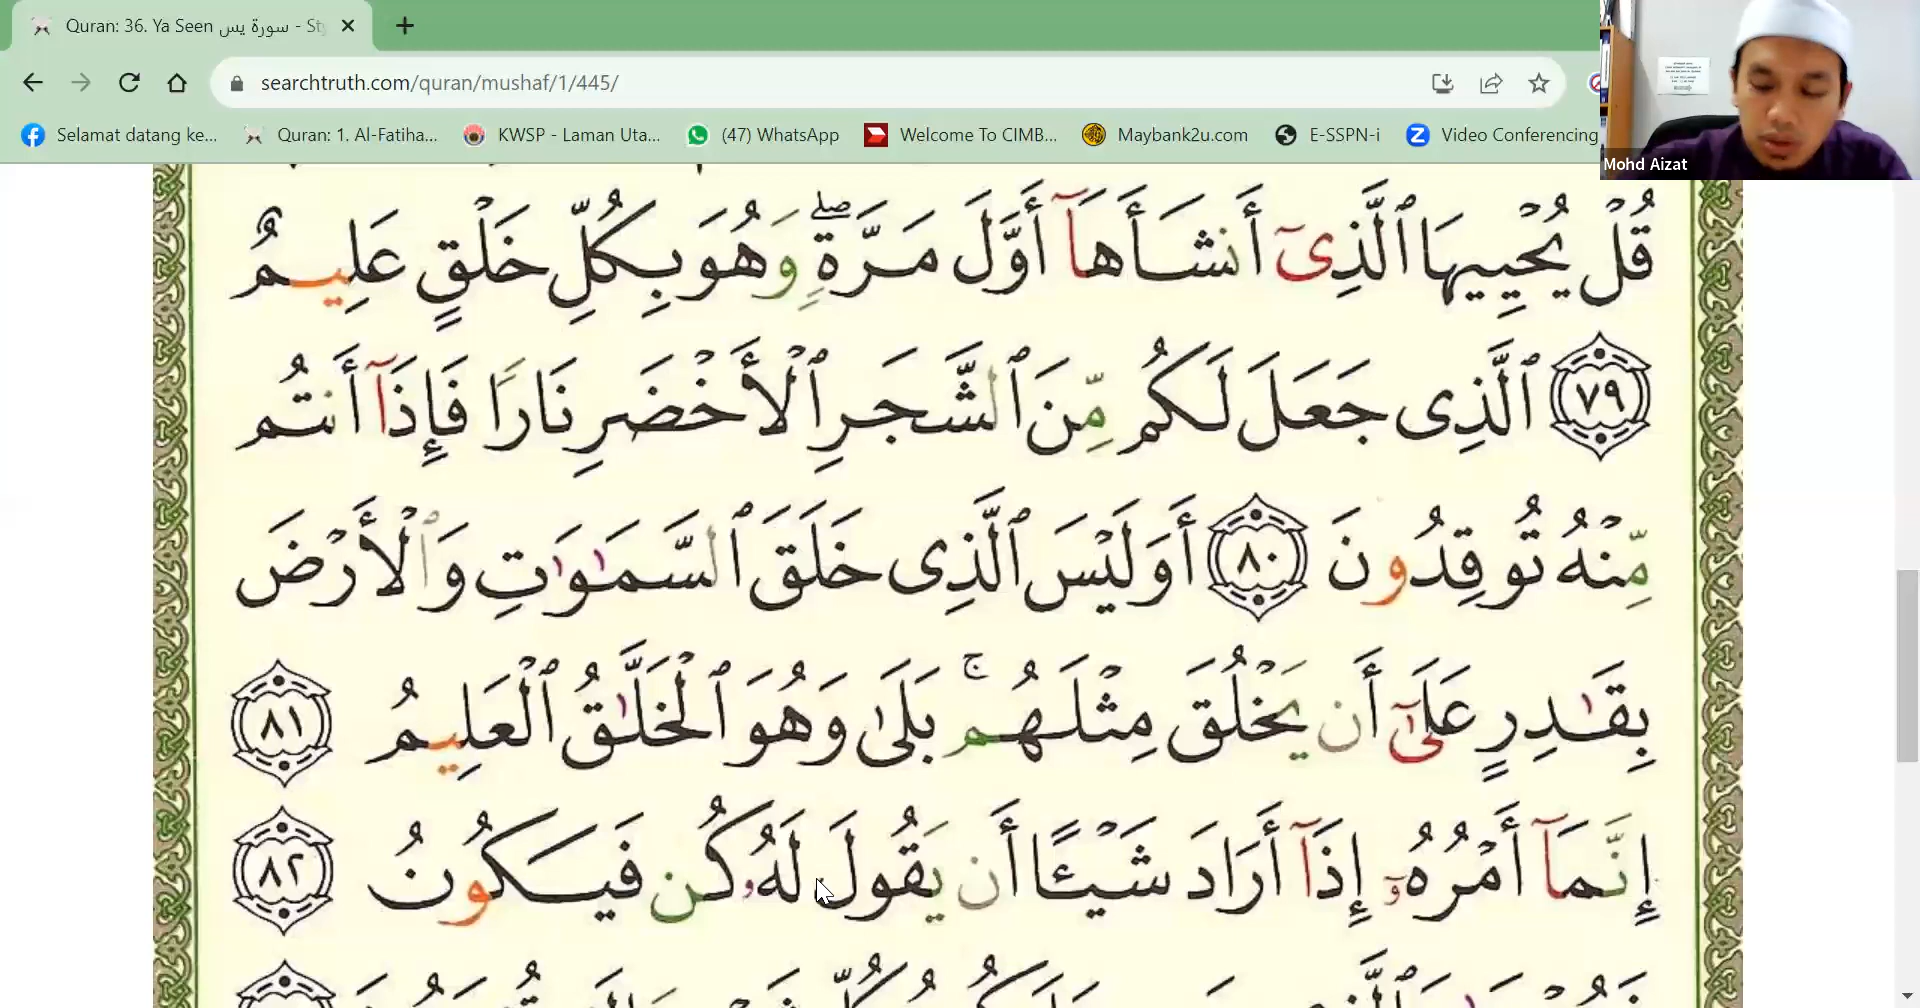 Quran: 36. Ya Seen سورة يس - St
searchtruth.com/quran/mushaf/1/445/
Selamat datang ke...
Quran: 1. Al-Fatiha...
KWSP - Laman Uta...
(47) WhatsApp
Welcome To CIMB...
Maybank2u.com
E-SSPN-i
Video Conferencing
Mohd Aizat
قُلْ يُحْيِيهَا ٱلَّذِىٓ أَنشَأَهَآ أَوَّلَ مَرَّةٍۖ وَهُوَ بِكُلِّ خَلْقٍ عَلِيمٌ
٧٩ ٱلَّذِى جَعَلَ لَكُم مِّنَ ٱلشَّجَرِ ٱلْأَخْضَرِ نَارًا فَإِذَآ أَنتُم
مِّنْهُ تُوقِدُونَ ٨٠ أَوَلَيْسَ ٱلَّذِى خَلَقَ ٱلسَّمَٰوَٰتِ وَٱلْأَرْضَ
بِقَٰدِرٍ عَلَىٰٓ أَن يَخْلُقَ مِثْلَهُمۚ بَلَىٰ وَهُوَ ٱلْخَلَّٰقُ ٱلْعَلِيمُ ٨١
إِنَّمَآ أَمْرُهُۥٓ إِذَآ أَرَادَ شَيْـًٔا أَن يَقُولَ لَهُۥ كُن فَيَكُونُ ٨٢